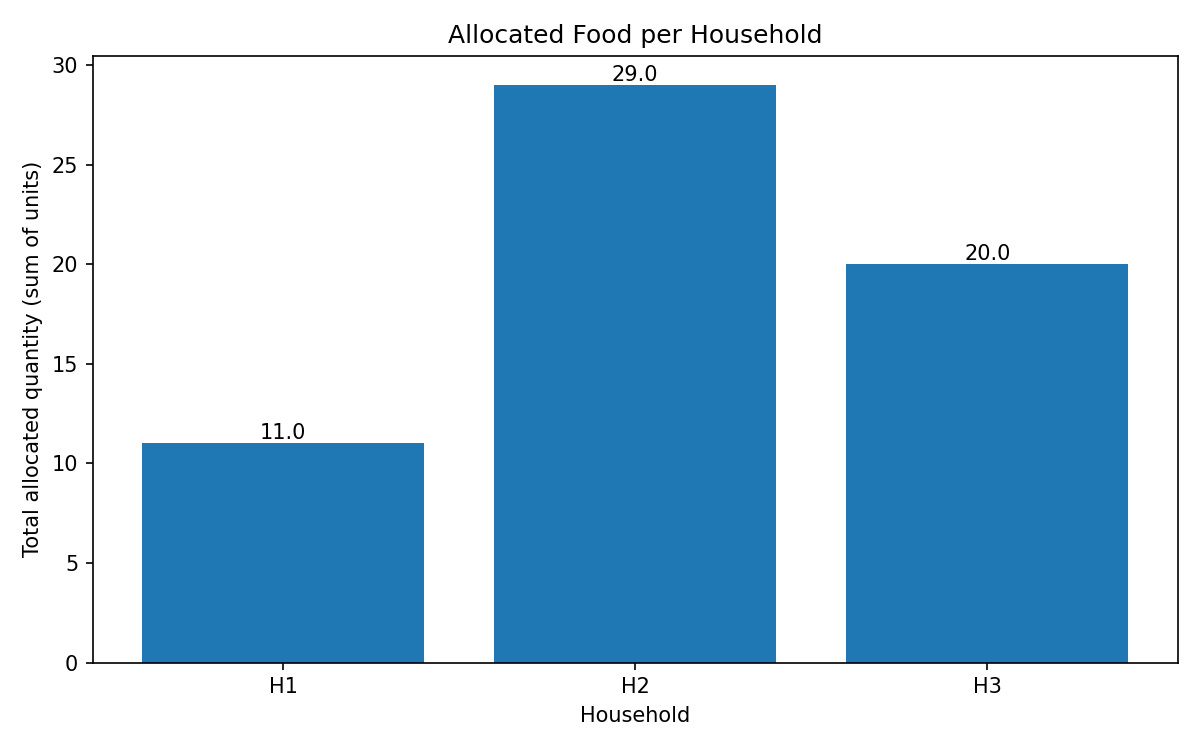 Allocated Food per Household
Total allocated quantity (sum of units)
30
25
20
15
10
5
0
11.0
29.0
20.0
H1
H2
H3
Household